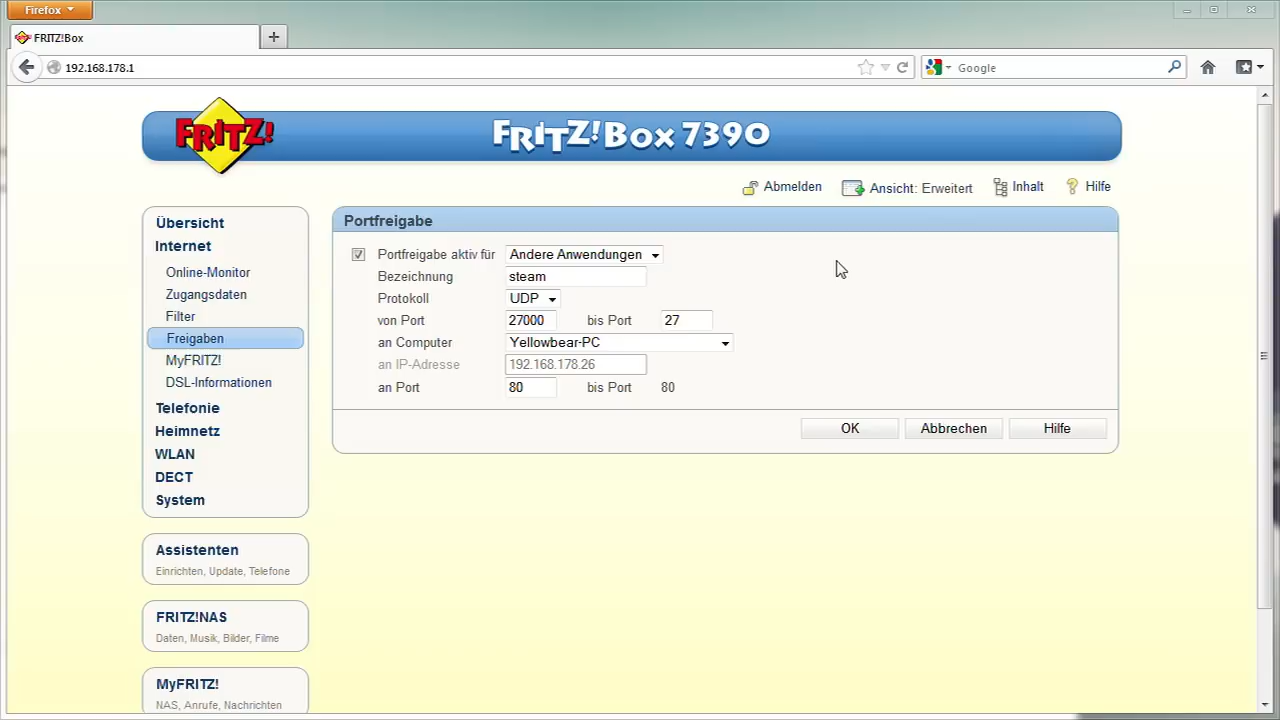 Firefox
FRITZ!Box
192.168.178.1
Google
FRITZ!
FRITZ!Box 7390
Abmelden
Ansicht: Erweitert
Inhalt
Hilfe
Übersicht
Internet
Online-Monitor
Zugangsdaten
Filter
Freigaben
MyFRITZ!
DSL-Informationen
Telefonie
Heimnetz
WLAN
DECT
System
Assistenten
Einrichten, Update, Telefone
FRITZ!NAS
Daten, Musik, Bilder, Filme
MyFRITZ!
NAS, Anrufe, Nachrichten
Portfreigabe
Portfreigabe aktiv für Andere Anwendungen
Bezeichnung steam
Protokoll UDP
von Port 27000 bis Port 27
an Computer Yellowbear-PC
an IP-Adresse 192.168.178.26
an Port 80 bis Port 80
OK Abbrechen Hilfe